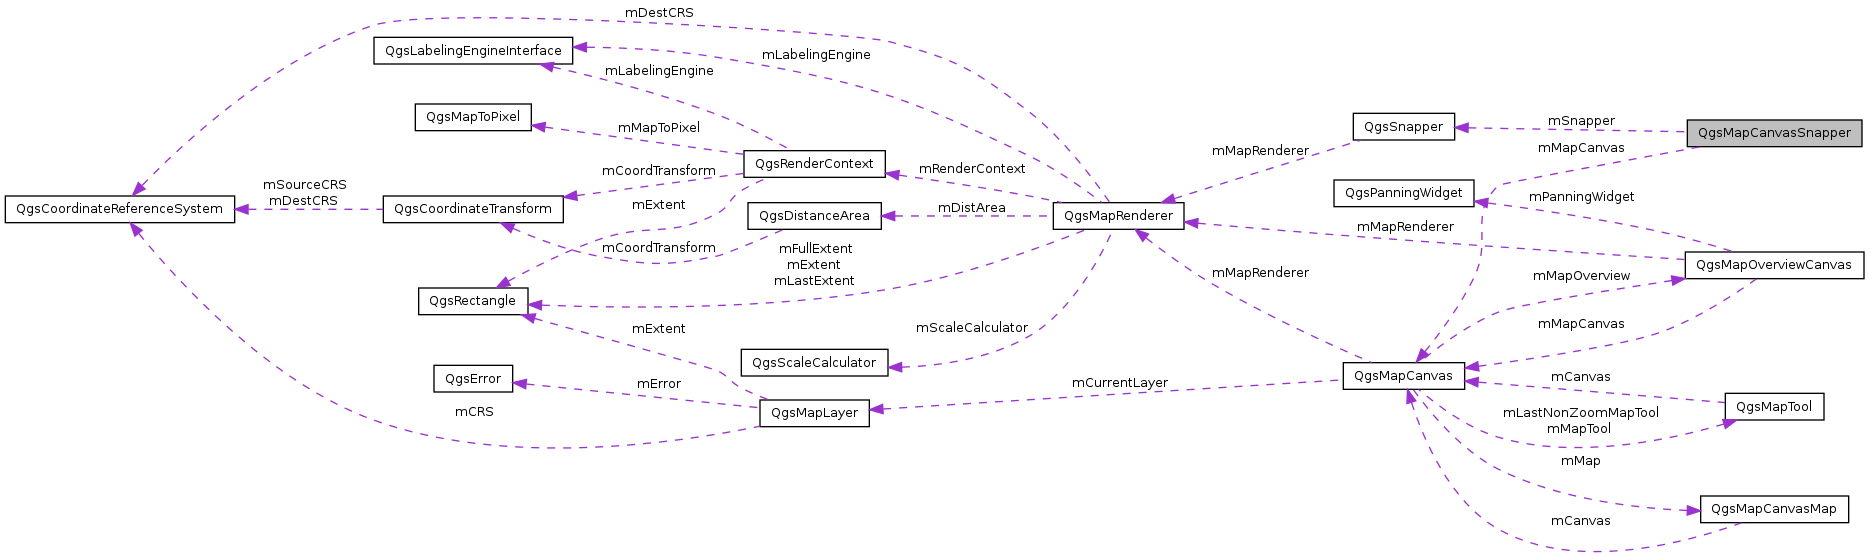 mDestCRS
QgsLabelingEngineInterface
mLabelingEngine
mLabelingEngine
QgsMapToPixel
mMapToPixel
QgsSnapper
mSnapper
QgsMapCanvasSnapper
mMapCanvas
QgsRenderContext
mRenderContext
mMapRenderer
mCoordTransform
mSourceCRS
mDestCRS
QgsCoordinateReferenceSystem
QgsCoordinateTransform
mExtent
QgsDistanceArea
mDistArea
QgsMapRenderer
QgsPanningWidget
mPanningWidget
mMapRenderer
mCoordTransform
mFullExtent
mExtent
mLastExtent
mMapRenderer
mMapOverview
QgsMapOverviewCanvas
QgsRectangle
mExtent
mScaleCalculator
mMapCanvas
QgsScaleCalculator
QgsError
mError
mCurrentLayer
QgsMapCanvas
mCanvas
QgsMapTool
mCRS
QgsMapLayer
mLastNonZoomMapTool
mMapTool
mMap
QgsMapCanvasMap
mCanvas